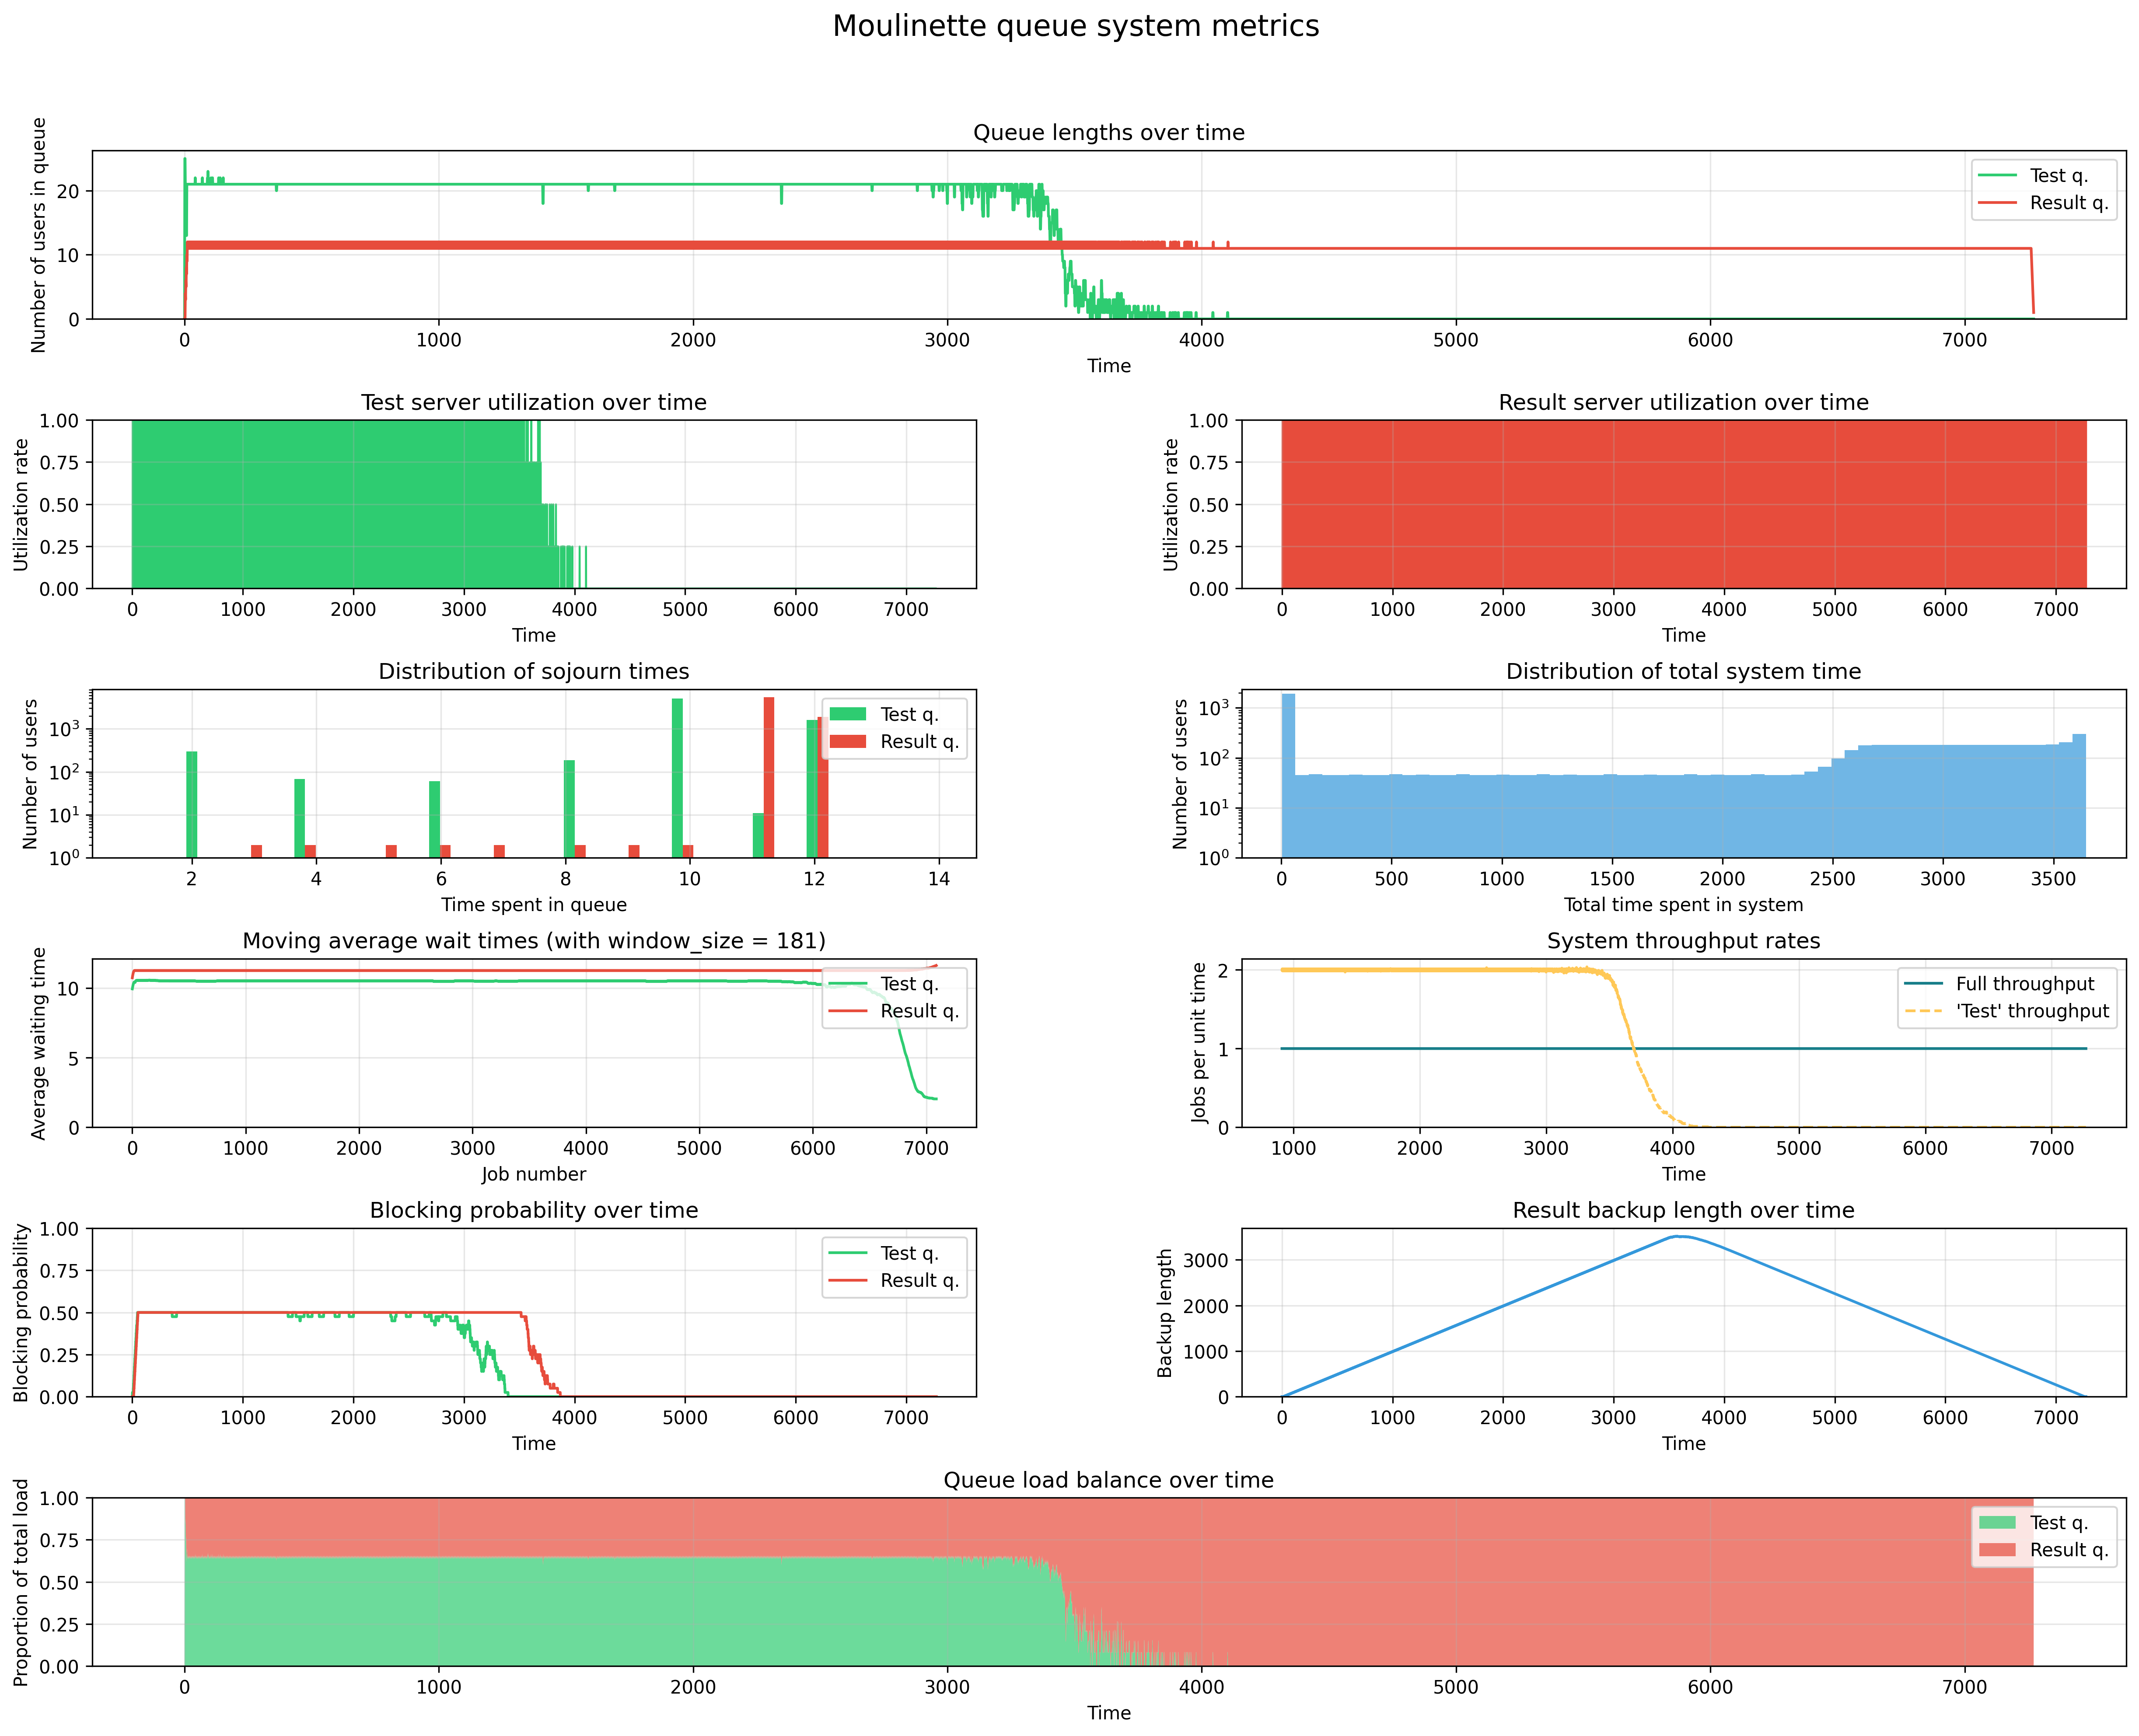 Moulinette queue system metrics
Queue lengths over time
Number of users in queue
20
10
0
Test q.
Result q.
0 1000 2000 3000 4000 5000 6000 7000
Time
Test server utilization over time
Utilization rate
1.00
0.75
0.50
0.25
0.00
0 1000 2000 3000 4000 5000 6000 7000
Time
Result server utilization over time
Utilization rate
1.00
0.75
0.50
0.25
0.00
0 1000 2000 3000 4000 5000 6000 7000
Time
Distribution of sojourn times
Number of users
10³
10²
10¹
10⁰
Test q.
Result q.
2 4 6 8 10 12 14
Time spent in queue
Distribution of total system time
Number of users
10³
10²
10¹
10⁰
0 500 1000 1500 2000 2500 3000 3500
Total time spent in system
Moving average wait times (with window_size = 181)
Average waiting time
10
5
0
Test q.
Result q.
0 1000 2000 3000 4000 5000 6000 7000
Job number
System throughput rates
Jobs per unit time
2
1
0
Full throughput
'Test' throughput
1000 2000 3000 4000 5000 6000 7000
Time
Blocking probability over time
Blocking probability
1.00
0.75
0.50
0.25
0.00
Test q.
Result q.
0 1000 2000 3000 4000 5000 6000 7000
Time
Result backup length over time
Backup length
3000
2000
1000
0
0 1000 2000 3000 4000 5000 6000 7000
Time
Queue load balance over time
Proportion of total load
1.00
0.75
0.50
0.25
0.00
Test q.
Result q.
0 1000 2000 3000 4000 5000 6000 7000
Time